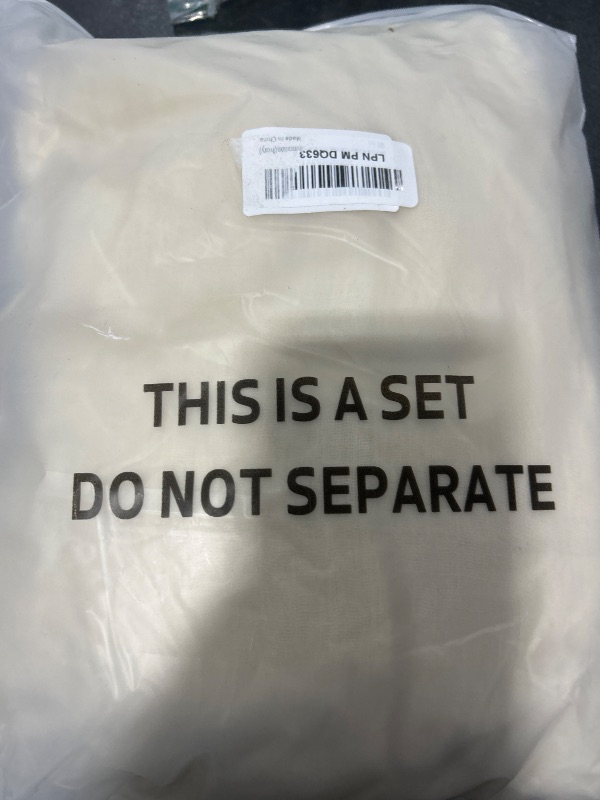 LPN PM DQ633
Made in China
THIS IS A SET
DO NOT SEPARATE